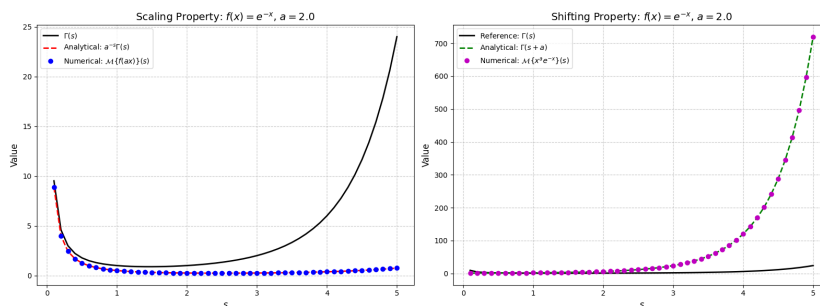 Scaling Property: f(x) = e^{-x}, a = 2.0
Γ(s)
Analytical: a^{-s}Γ(s)
Numerical: ℳ{f(ax)}(s)
Value
25
20
15
10
5
0
0 1 2 3 4 5
s
Shifting Property: f(x) = e^{-x}, a = 2.0
Reference: Γ(s)
Analytical: Γ(s + a)
Numerical: ℳ{x^a e^{-x}}(s)
Value
700
600
500
400
300
200
100
0
0 1 2 3 4 5
s